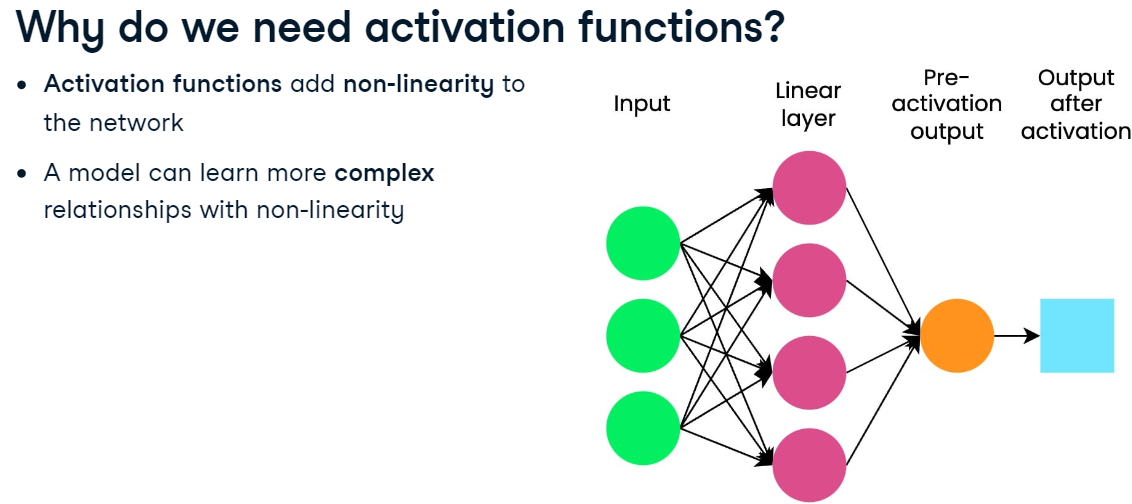 Why do we need activation functions?
• Activation functions add non-linearity to
the network
• A model can learn more complex
relationships with non-linearity
Input
Linear
layer
Pre-
activation
output
Output
after
activation